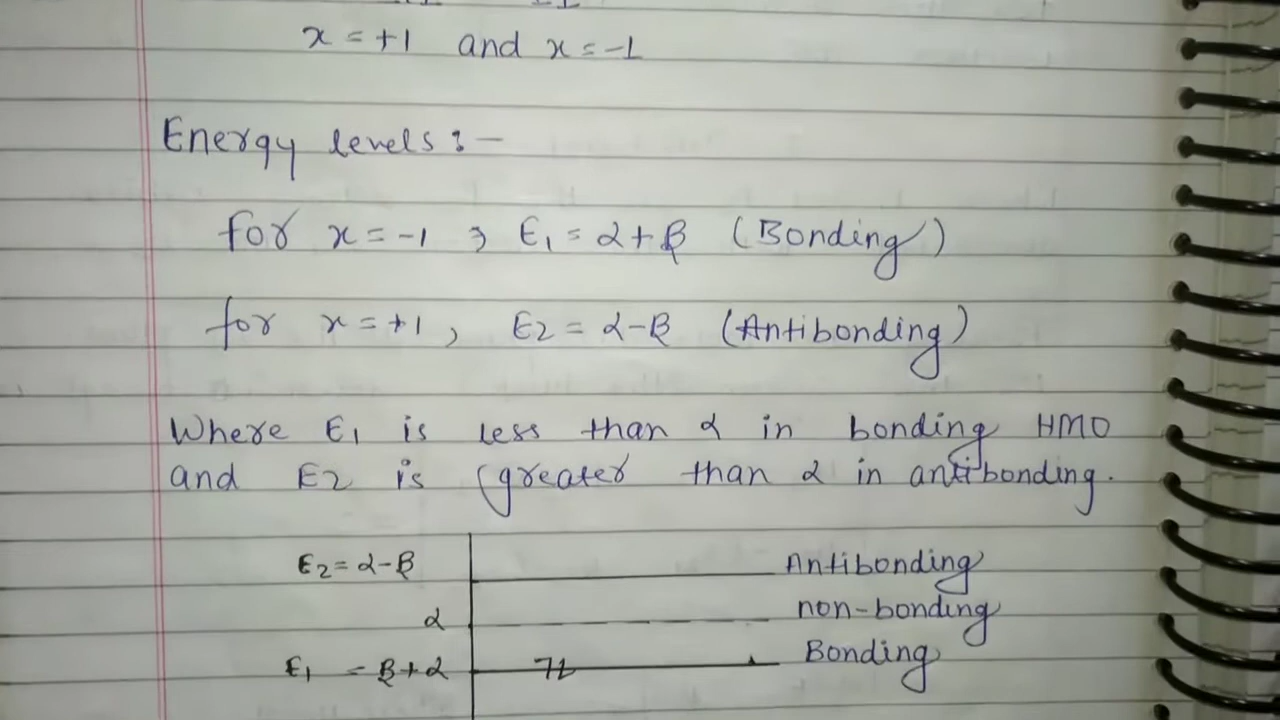 x = +1 and x = -1
Energy levels :-
for x = -1 , E1 = α + β (Bonding)
for x = +1 , E2 = α - β (Antibonding)
Where E1 is less than α in bonding HMO
and E2 is greater than α in antibonding.
E2 = α - β Antibonding
α non-bonding
E1 = β + α Bonding